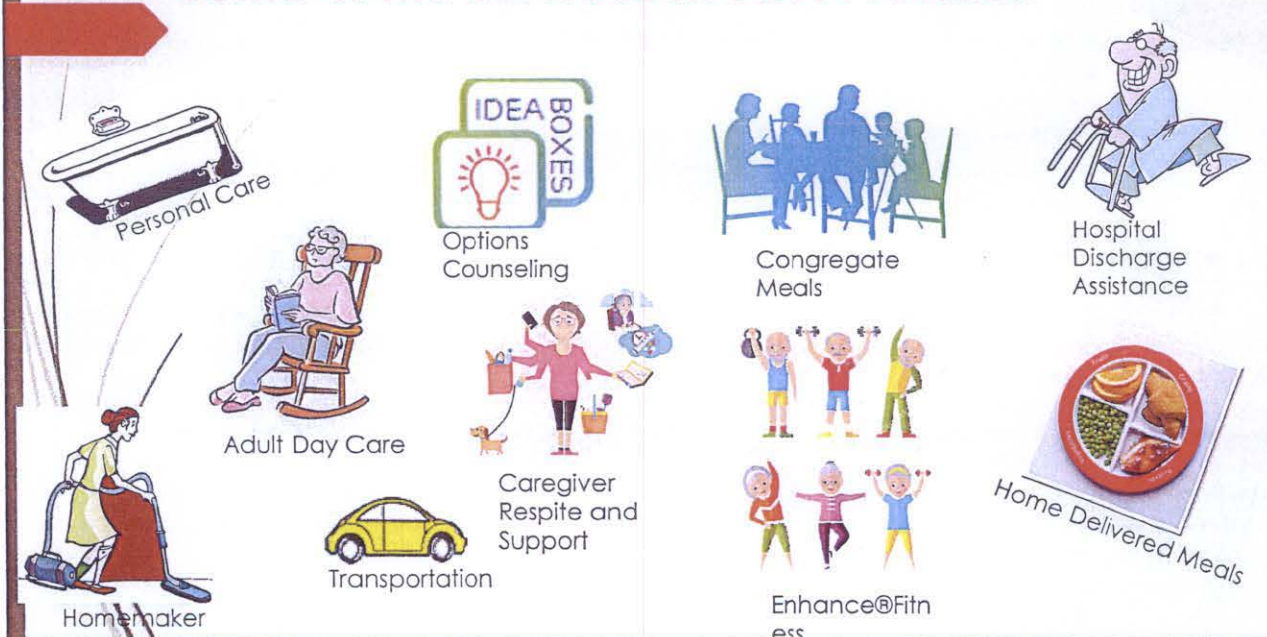 Personal Care
IDEA
BOXES
Options
Counseling
Congregate
Meals
Hospital
Discharge
Assistance
Adult Day Care
Caregiver
Respite and
Support
Transportation
Homemaker
Enhance®Fitn
ess
Home Delivered Meals